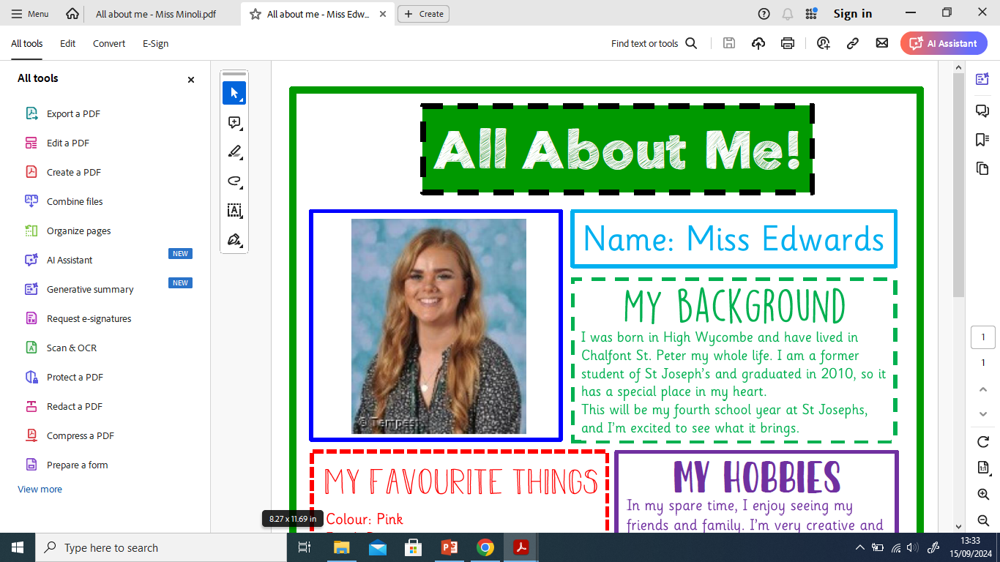 Menu
All about me - Miss Minoli.pdf
All about me - Miss Edw...
Create
Sign in
All tools
Edit
Convert
E-Sign
Find text or tools
AI Assistant
All tools
Export a PDF
Edit a PDF
Create a PDF
Combine files
Organize pages
AI Assistant
NEW
Generative summary
NEW
Request e-signatures
Scan & OCR
Protect a PDF
Redact a PDF
Compress a PDF
Prepare a form
View more
All About Me!
© Tempest
Name: Miss Edwards
MY BACKGROUND
I was born in High Wycombe and have lived in
Chalfont St. Peter my whole life. I am a former
student of St Joseph's and graduated in 2010, so it
has a special place in my heart.
This will be my fourth school year at St Josephs,
and I'm excited to see what it brings.
MY FAVOURITE THINGS
Colour: Pink
MY HOBBIES
In my spare time, I enjoy seeing my
friends and family. I'm very creative and
8.27 x 11.69 in
1
1
Type here to search
13:33
15/09/2024